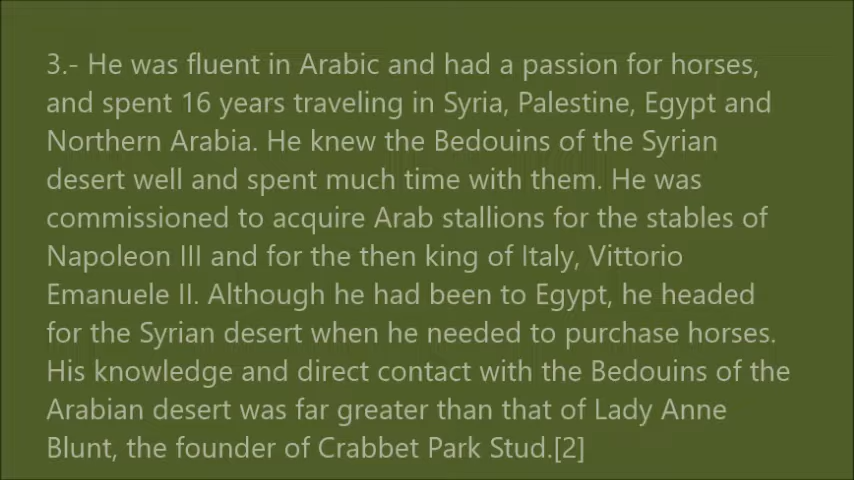 3.- He was fluent in Arabic and had a passion for horses,
and spent 16 years traveling in Syria, Palestine, Egypt and
Northern Arabia. He knew the Bedouins of the Syrian
desert well and spent much time with them. He was
commissioned to acquire Arab stallions for the stables of
Napoleon III and for the then king of Italy, Vittorio
Emanuele II. Although he had been to Egypt, he headed
for the Syrian desert when he needed to purchase horses.
His knowledge and direct contact with the Bedouins of the
Arabian desert was far greater than that of Lady Anne
Blunt, the founder of Crabbet Park Stud.[2]